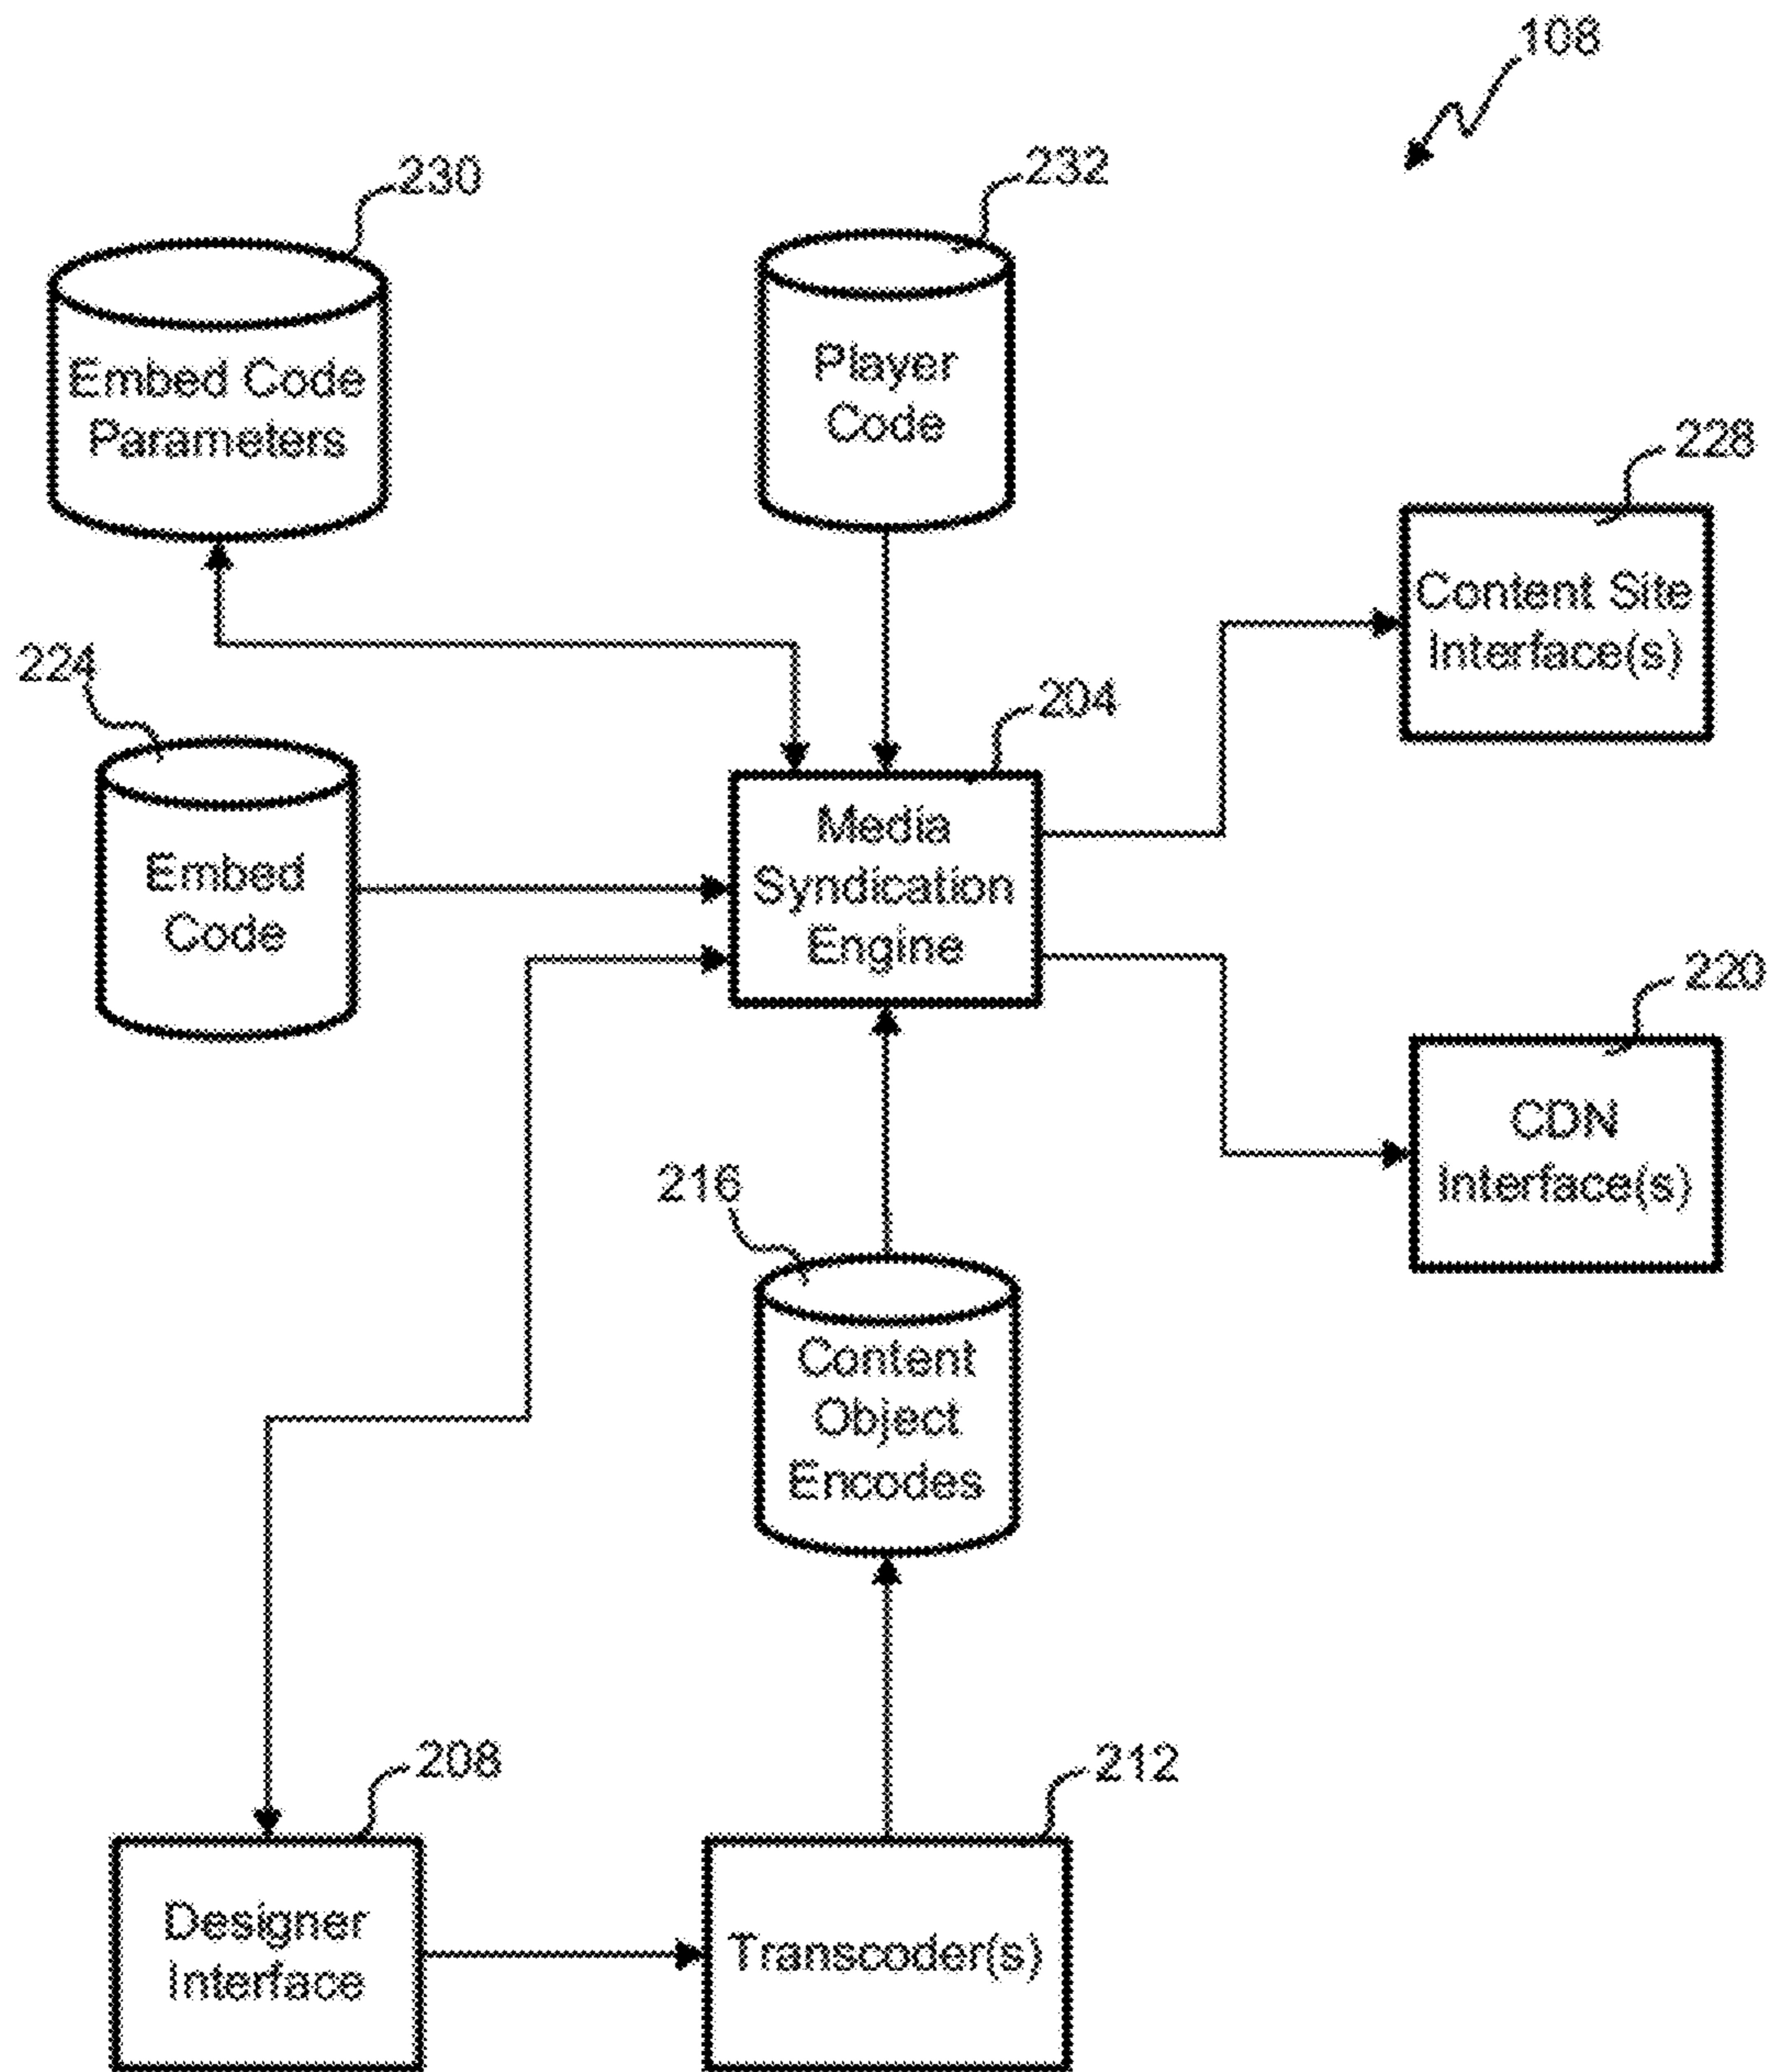 108
230
232
Embed Code
Parameters
Player
Code
228
Content Site
Interface(s)
224
204
Embed
Code
Media
Syndication
Engine
220
CDN
Interface(s)
216
Content
Object
Encodes
208
212
Designer
Interface
Transcoder(s)